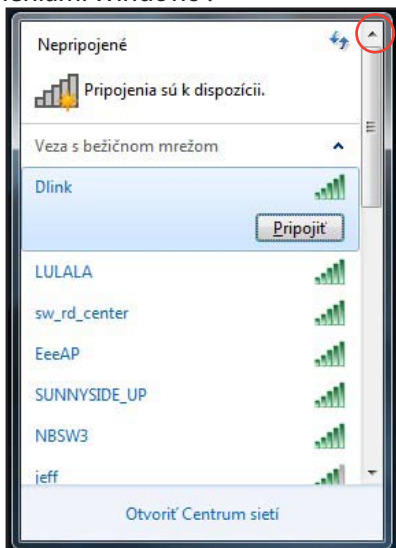 Nepripojené
Pripojenia sú k dispozícii.
Veza s bežičnom mrežom
Dlink
Pripojiť
LULALA
sw_rd_center
EeeAP
SUNNYSIDE_UP
NBSW3
jeff
Otvoriť Centrum sietí